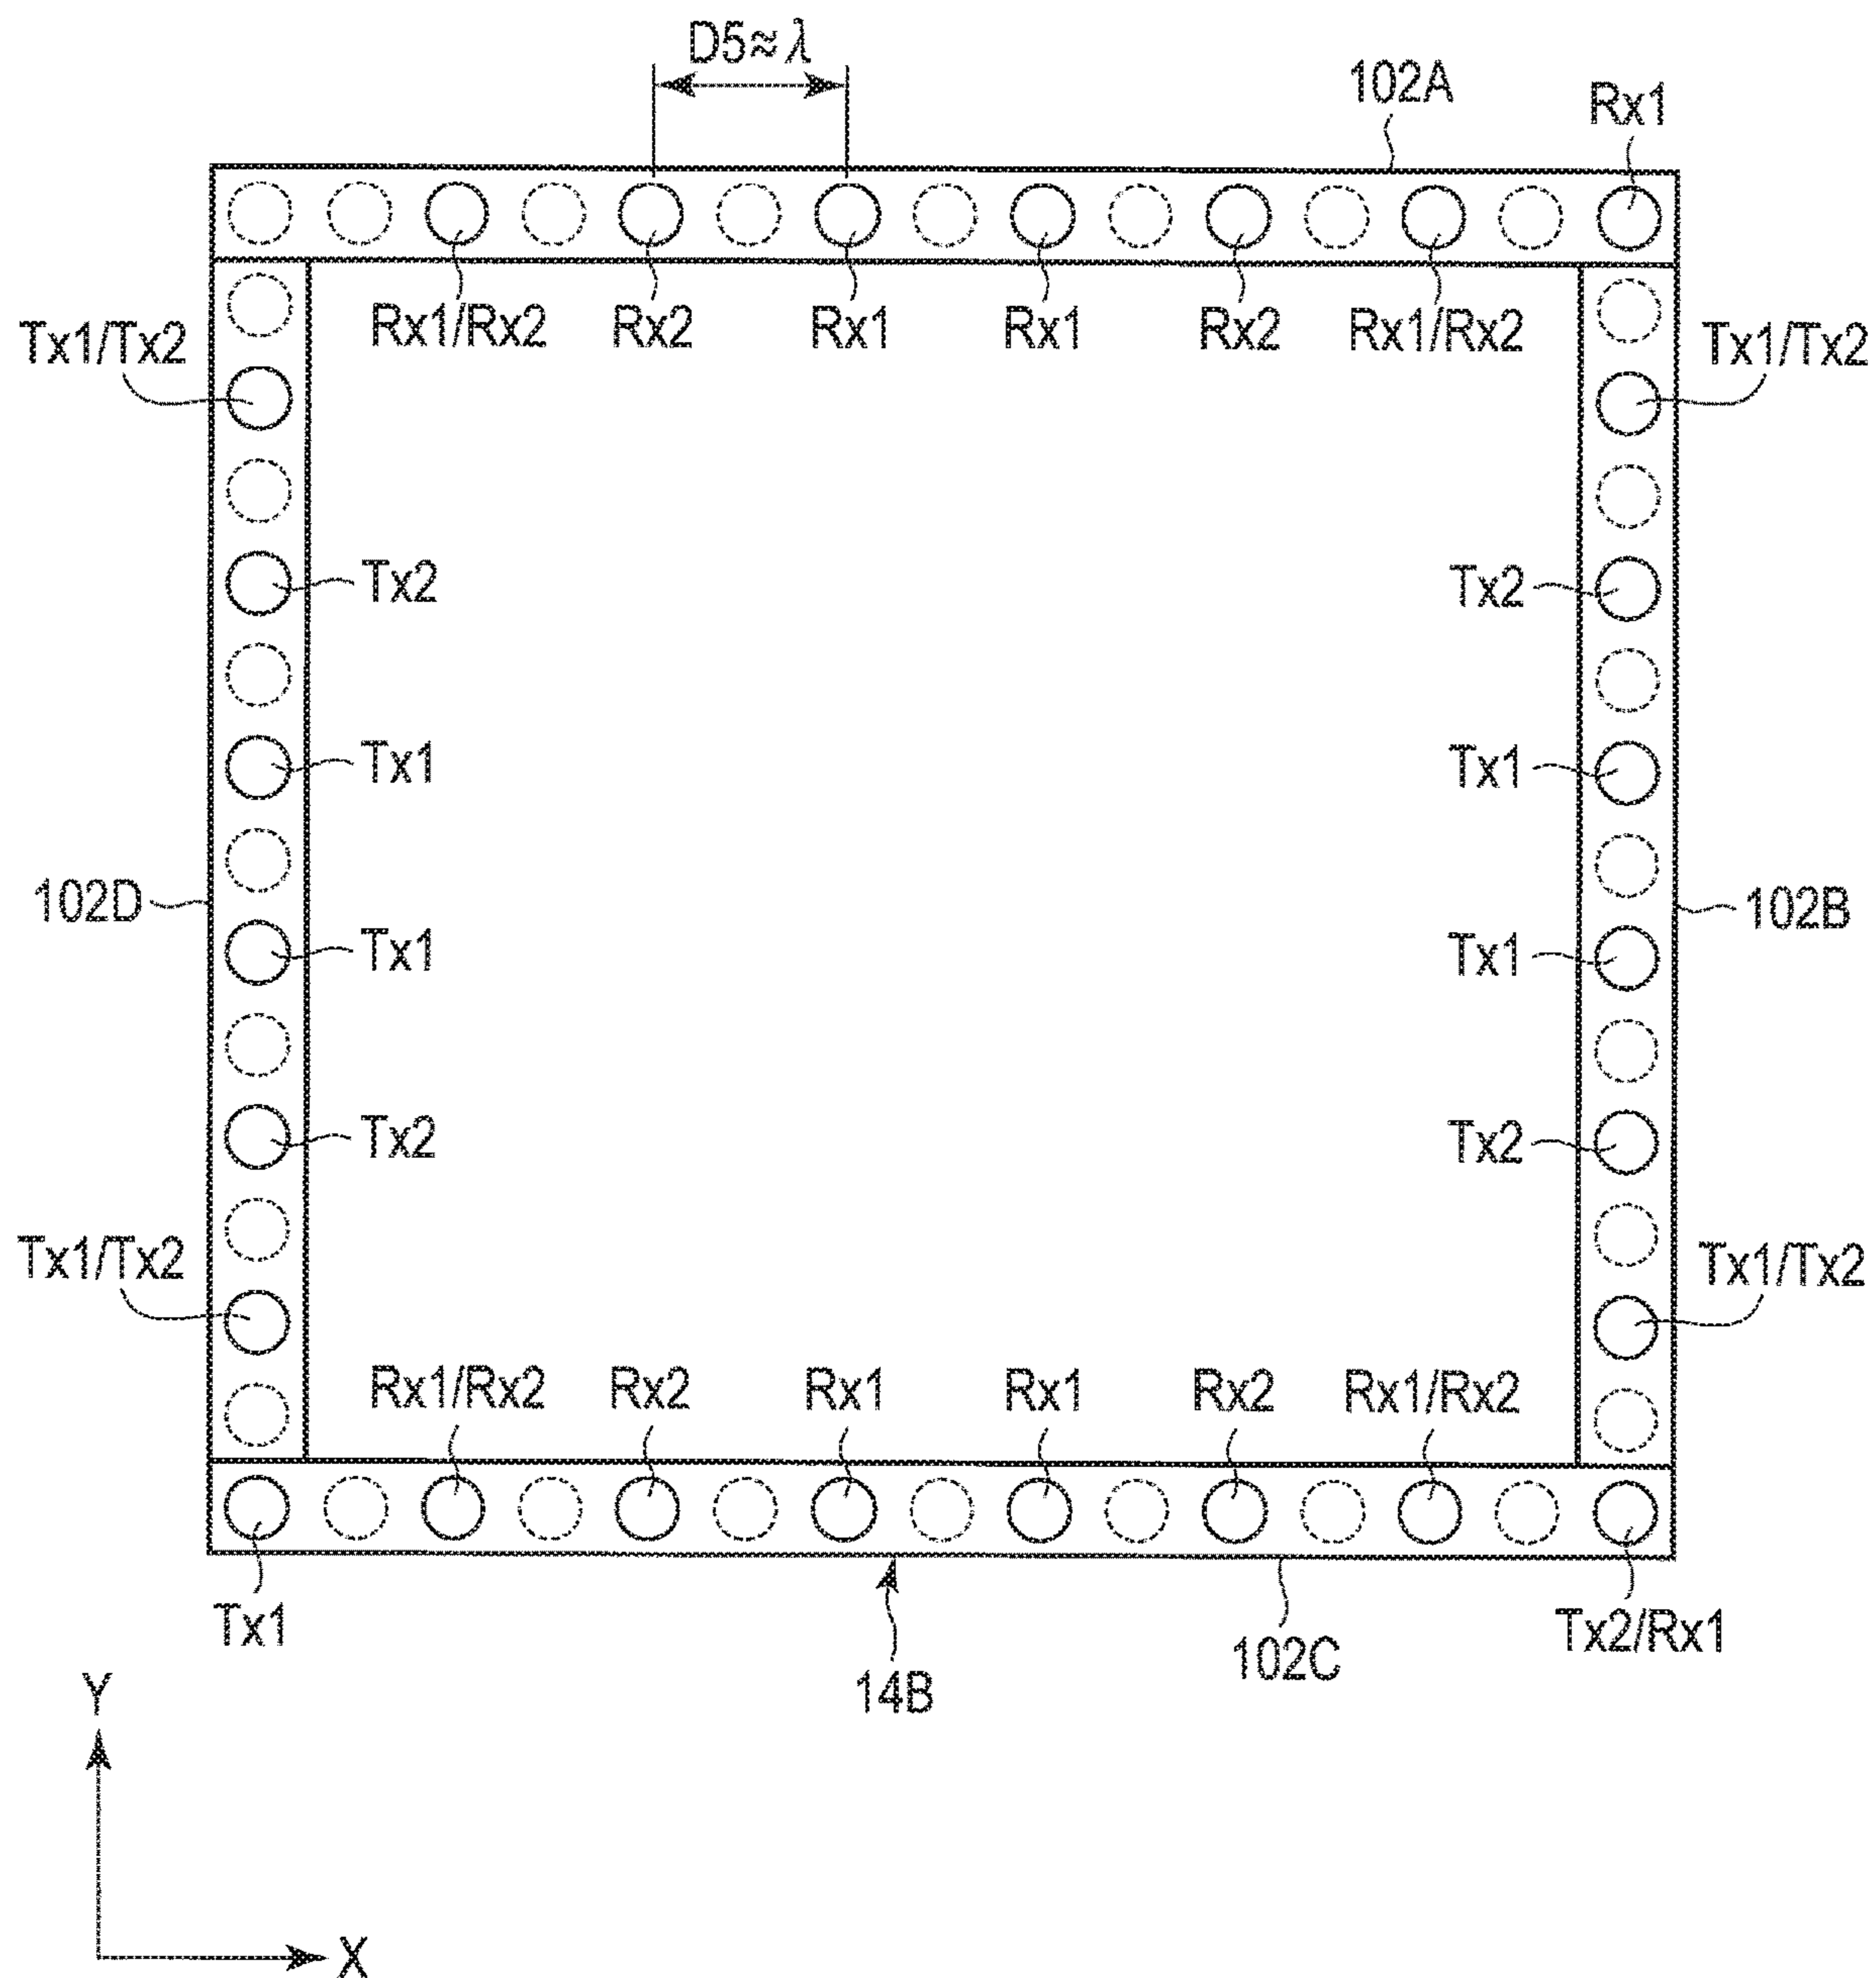 D5≈λ
102A
Rx1
Rx1/Rx2 Rx2 Rx1 Rx1 Rx2 Rx1/Rx2
Tx1/Tx2 Tx1/Tx2
Tx2 Tx2
Tx1 Tx1
102D 102B
Tx1 Tx1
Tx2 Tx2
Tx1/Tx2 Tx1/Tx2
Rx1/Rx2 Rx2 Rx1 Rx1 Rx2 Rx1/Rx2
Tx1 Tx2/Rx1
102C
14B
Y
X